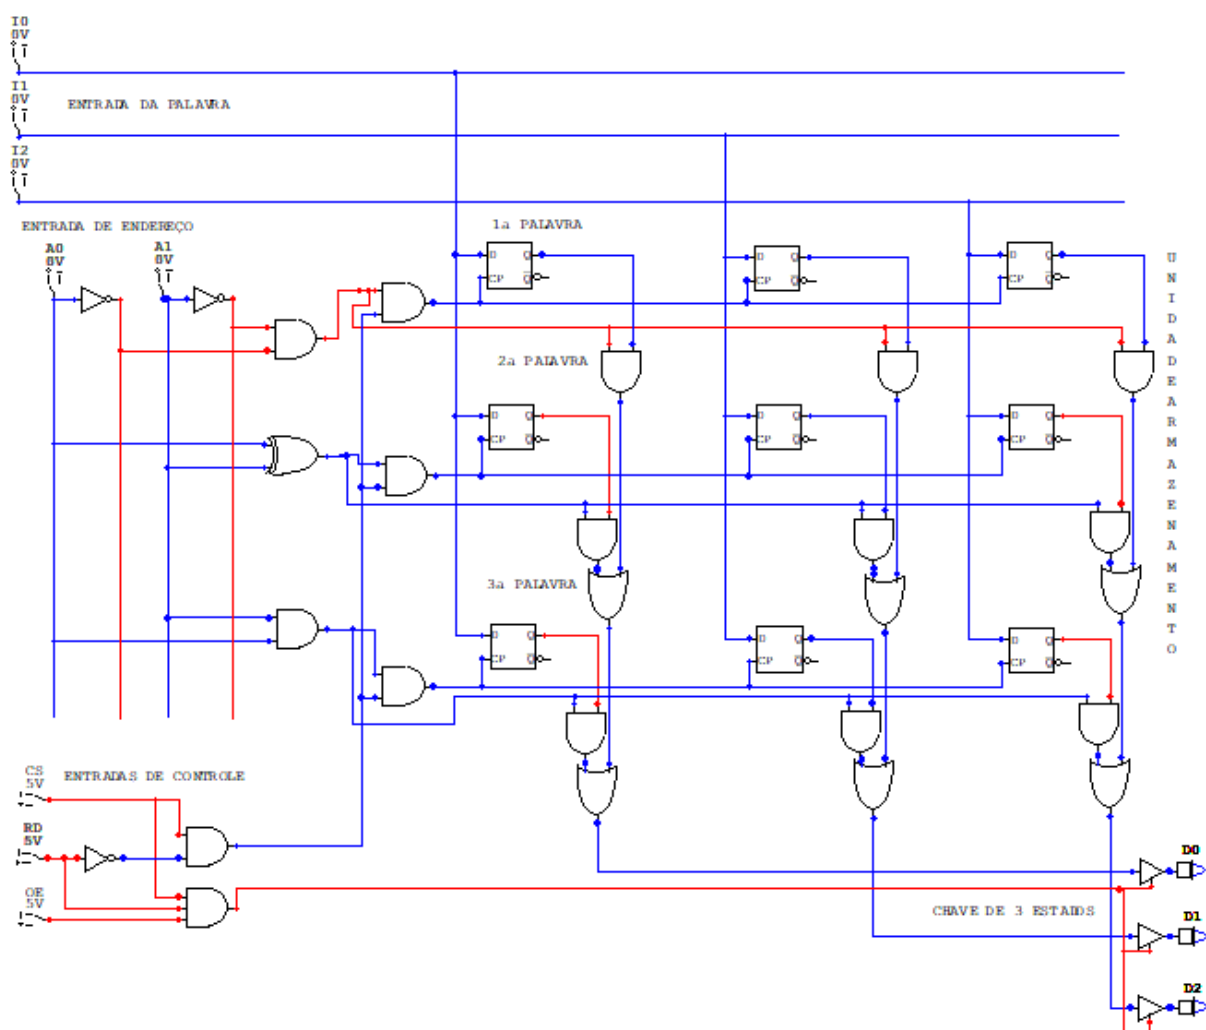 I0
0V
I1
0V
ENTRADA DA PALAVRA
I2
0V
ENTRADA DE ENDEREÇO
A0
0V
A1
0V
1a PALAVRA
D Q
CP Q
D Q
CP Q
D Q
CP Q
2a PALAVRA
D Q
CP Q
D Q
CP Q
D Q
CP Q
3a PALAVRA
D Q
CP Q
D Q
CP Q
D Q
CP Q
UNIDADE ARMAZENAMENTO
CS
5V
ENTRADAS DE CONTROLE
RD
5V
OE
5V
CHAVE DE 3 ESTADOS
D0
D1
D2